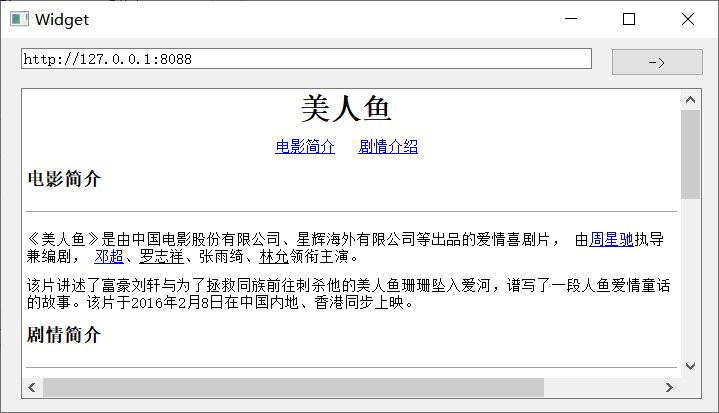 Widget
http://127.0.0.1:8088
->
美人鱼
电影简介 剧情介绍
电影简介
《美人鱼》是由中国电影股份有限公司、星辉海外有限公司等出品的爱情喜剧片， 由周星驰执导
兼编剧， 邓超、罗志祥、张雨绮、林允领衔主演。
该片讲述了富豪刘轩与为了拯救同族前往刺杀他的美人鱼珊珊坠入爱河，谱写了一段人鱼爱情童话
的故事。该片于2016年2月8日在中国内地、香港同步上映。
剧情简介